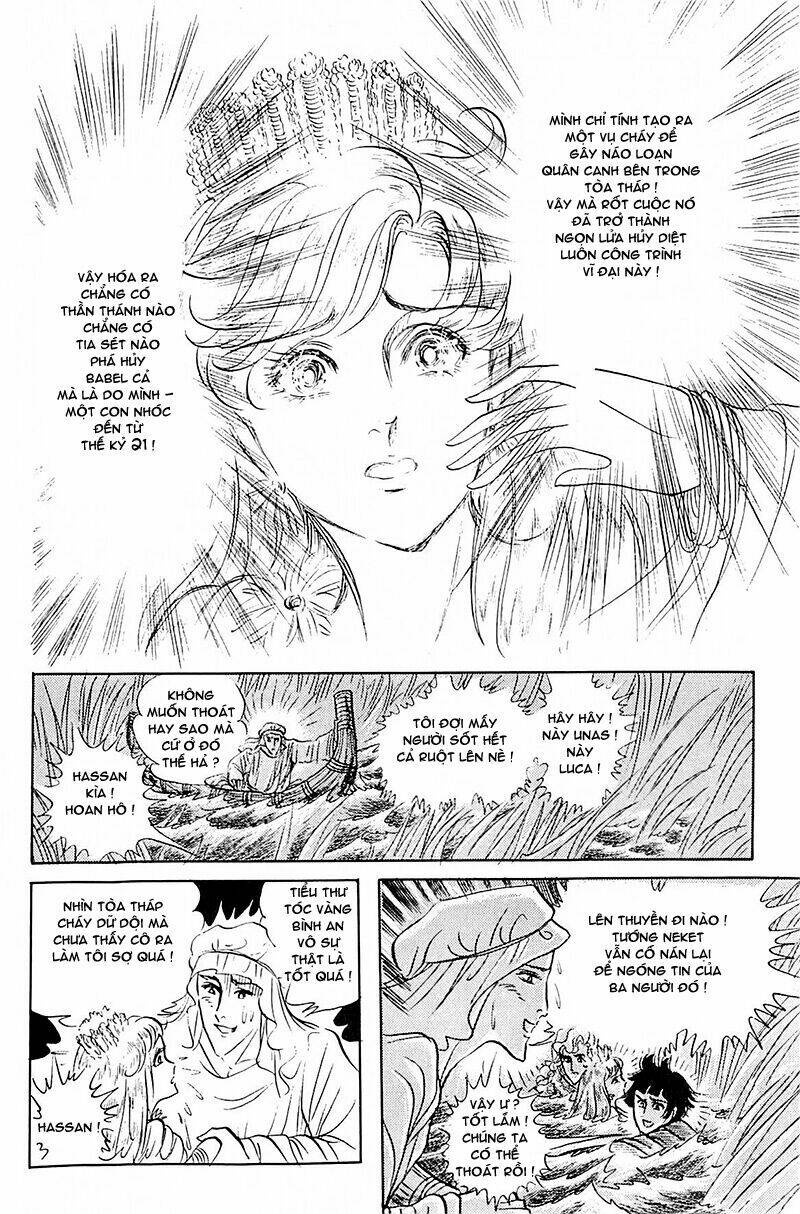 MÌNH CHỈ TÍNH TẠO RA
MỘT VỤ CHÁY ĐỂ
GÂY NÁO LOẠN
QUÂN CANH BÊN TRONG
TÒA THÁP !
VẬY MÀ RỐT CUỘC NÓ
ĐÃ TRỞ THÀNH
NGỌN LỬA HỦY DIỆT
LUÔN CÔNG TRÌNH
VĨ ĐẠI NÀY !
VẬY HÓA RA
CHẲNG CÓ
THẦN THÁNH NÀO
CHẲNG CÓ
TIA SÉT NÀO
PHÁ HỦY
BABEL CẢ
MÀ LÀ DO MÌNH –
MỘT CON NHÓC
ĐẾN TỪ
THẾ KỶ 21 !
HÂY HÂY !
NÀY UNAS !
NÀY
LUCA !
TÔI ĐỢI MẤY
NGƯỜI SỐT HẾT
CẢ RUỘT LÊN NÈ !
KHÔNG
MUỐN THOÁT
HAY SAO MÀ
CỨ Ở ĐÓ
THẾ HẢ ?
HASSAN
KÌA !
HOAN HÔ !
TIỂU THƯ
TÓC VÀNG
BÌNH AN
VÔ SỰ
THẬT LÀ
TỐT QUÁ !
NHÌN TÒA THÁP
CHÁY DỮ DỘI MÀ
CHƯA THẤY CÔ RA
LÀM TÔI SỢ QUÁ !
HASSAN !
LÊN THUYỀN ĐI NÀO !
TƯỚNG NEKET
VẪN CỐ NÁN LẠI
ĐỂ NGÓNG TIN CỦA
BA NGƯỜI ĐÓ !
VẬY Ư ?
TỐT LẮM !
CHÚNG TA
CÓ THỂ
THOÁT RỒI !